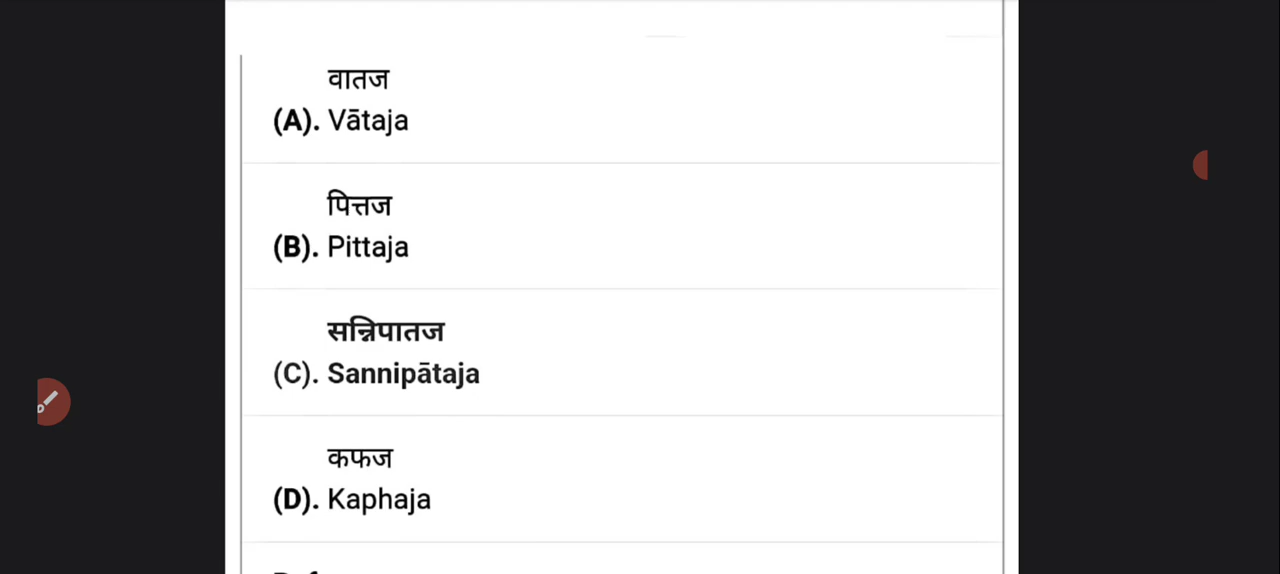 वातज
(A). Vātaja
पित्तज
(B). Pittaja
सन्निपातज
(C). Sannipātaja
कफज
(D). Kaphaja